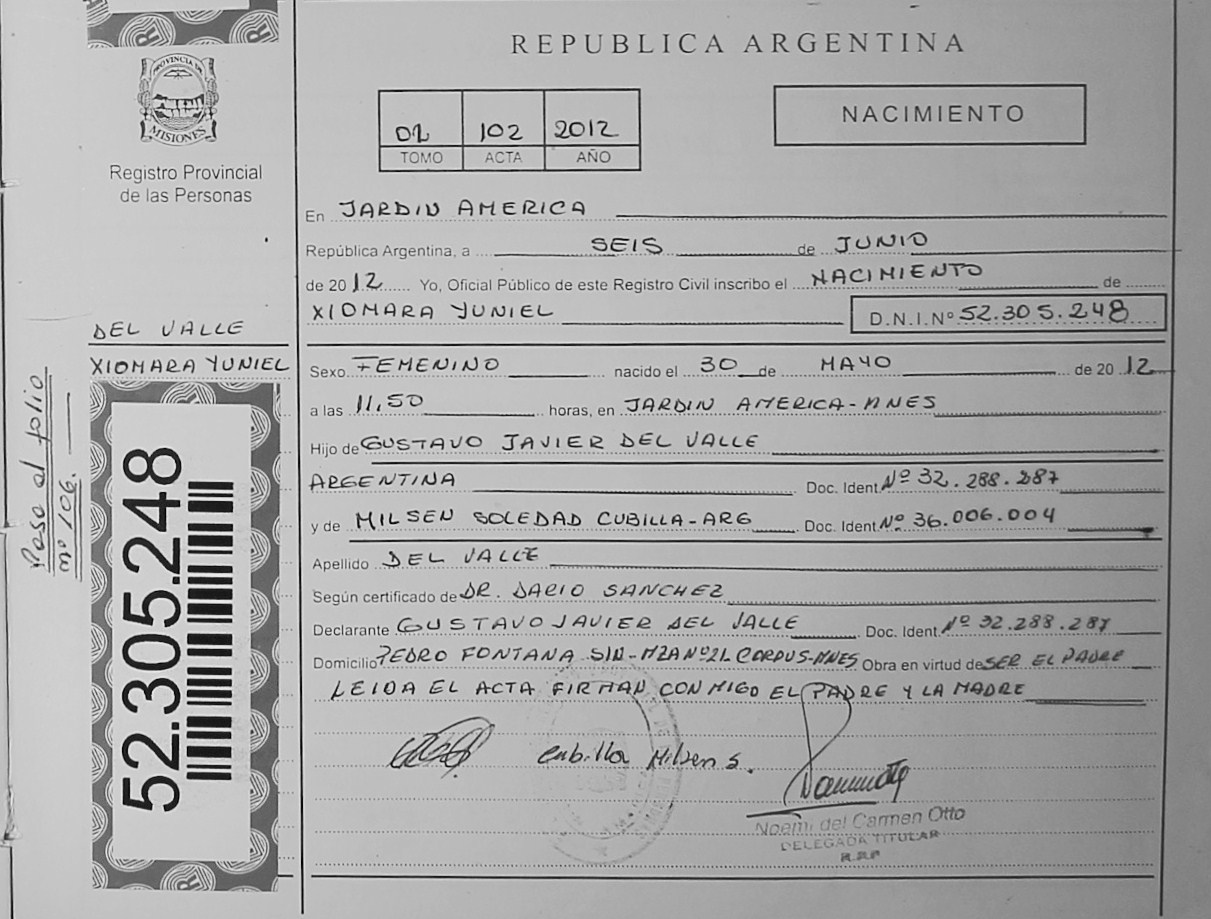 REPUBLICA ARGENTINA
PROVINCIA DE
MISIONES
Registro Provincial
de las Personas
02 102 2012
TOMO ACTA AÑO
NACIMIENTO
En JARDIN AMERICA
República Argentina, a SEIS de JUNIO
de 2012 Yo, Oficial Público de este Registro Civil inscribo el NACIMIENTO de
XIOMARA YUNIEL D.N.I.Nº 52.305.248
DEL VALLE
XIOMARA YUNIEL
Sexo FEMENINO nacido el 30 de MAYO de 2012
a las 11,50 horas, en JARDIN AMERICA-MNES
Hijo de GUSTAVO JAVIER DEL VALLE
ARGENTINA Doc. Ident Nº 32.288.287
y de MILSEN SOLEDAD CUBILLA-ARG Doc. Ident Nº 36.006.004
Apellido DEL VALLE
Según certificado de DR. DARIO SANCHEZ
Declarante GUSTAVO JAVIER DEL VALLE Doc. Ident Nº 32.288.287
Domicilio PEDRO FONTANA S/N-MZA Nº21-CORPUS-MNES Obra en virtud de SER EL PADRE
LEIDA EL ACTA FIRMAN CONMIGO EL PADRE Y LA MADRE
Cubilla Milsen S.
Noemi del Carmen Otto
DELEGADA TITULAR
R.P.P
52.305.248
Paso al folio
nº 106.